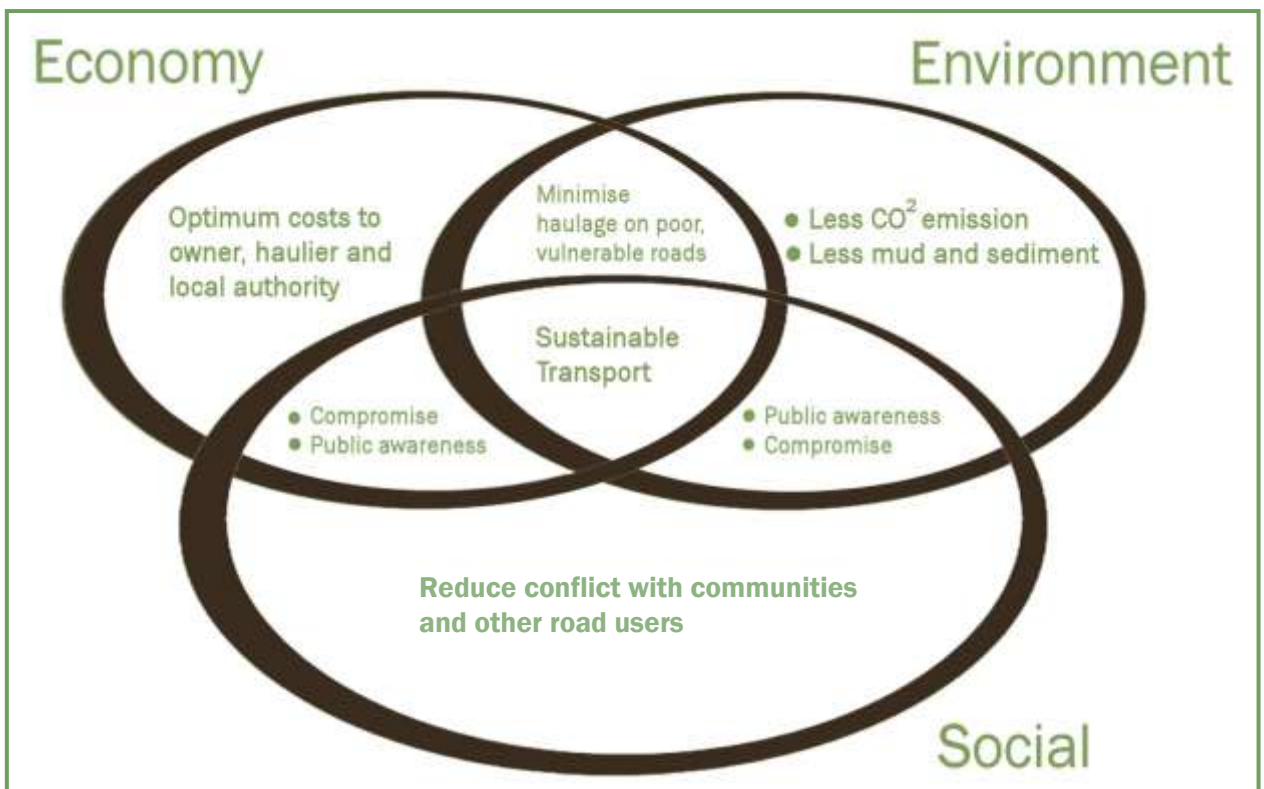 Economy
Environment
Optimum costs to
owner, haulier and
local authority
Minimise
haulage on poor,
vulnerable roads
● Less CO² emission
● Less mud and sediment
Sustainable
Transport
● Compromise
● Public awareness
● Public awareness
● Compromise
Reduce conflict with communities
and other road users
Social